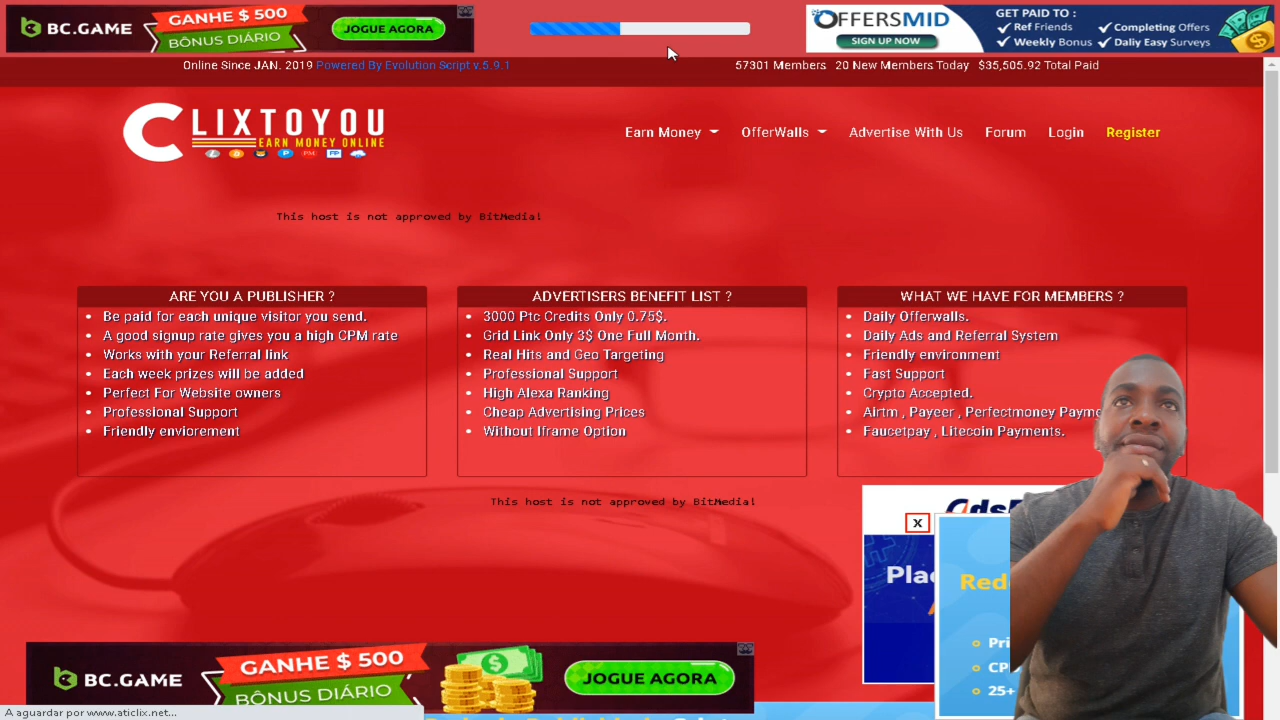 BC.GAME
GANHE $ 500
BÔNUS DIÁRIO
JOGUE AGORA
OFFERSMID
SIGN UP NOW
GET PAID TO :
Ref Friends
Completing Offers
Weekly Bonus
Daliy Easy Surveys
Online Since JAN. 2019 Powered By Evolution Script v.5.9.1
57301 Members 20 New Members Today $35,505.92 Total Paid
CLIXTOYOU
EARN MONEY ONLINE
Earn Money
OfferWalls
Advertise With Us
Forum
Login
Register
This host is not approved by BitMedia!
ARE YOU A PUBLISHER ?
Be paid for each unique visitor you send.
A good signup rate gives you a high CPM rate
Works with your Referral link
Each week prizes will be added
Perfect For Website owners
Professional Support
Friendly enviorement
ADVERTISERS BENEFIT LIST ?
3000 Ptc Credits Only 0.75$.
Grid Link Only 3$ One Full Month.
Real Hits and Geo Targeting
Professional Support
High Alexa Ranking
Cheap Advertising Prices
Without Iframe Option
WHAT WE HAVE FOR MEMBERS ?
Daily Offerwalls.
Daily Ads and Referral System
Friendly environment
Fast Support
Crypto Accepted.
Airtm , Payeer , Perfectmoney Payme
Faucetpay , Litecoin Payments.
This host is not approved by BitMedia!
X
Plac
Red
Pri
CP
25+
BC.GAME
GANHE $ 500
BÔNUS DIÁRIO
JOGUE AGORA
A aguardar por www.aticlix.net...